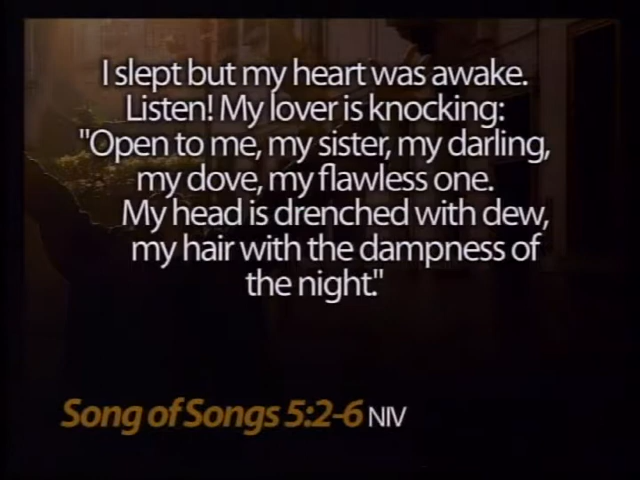 I slept but my heart was awake.
Listen! My lover is knocking:
"Open to me, my sister, my darling,
my dove, my flawless one.
My head is drenched with dew,
my hair with the dampness of
the night."
Song of Songs 5:2-6 NIV